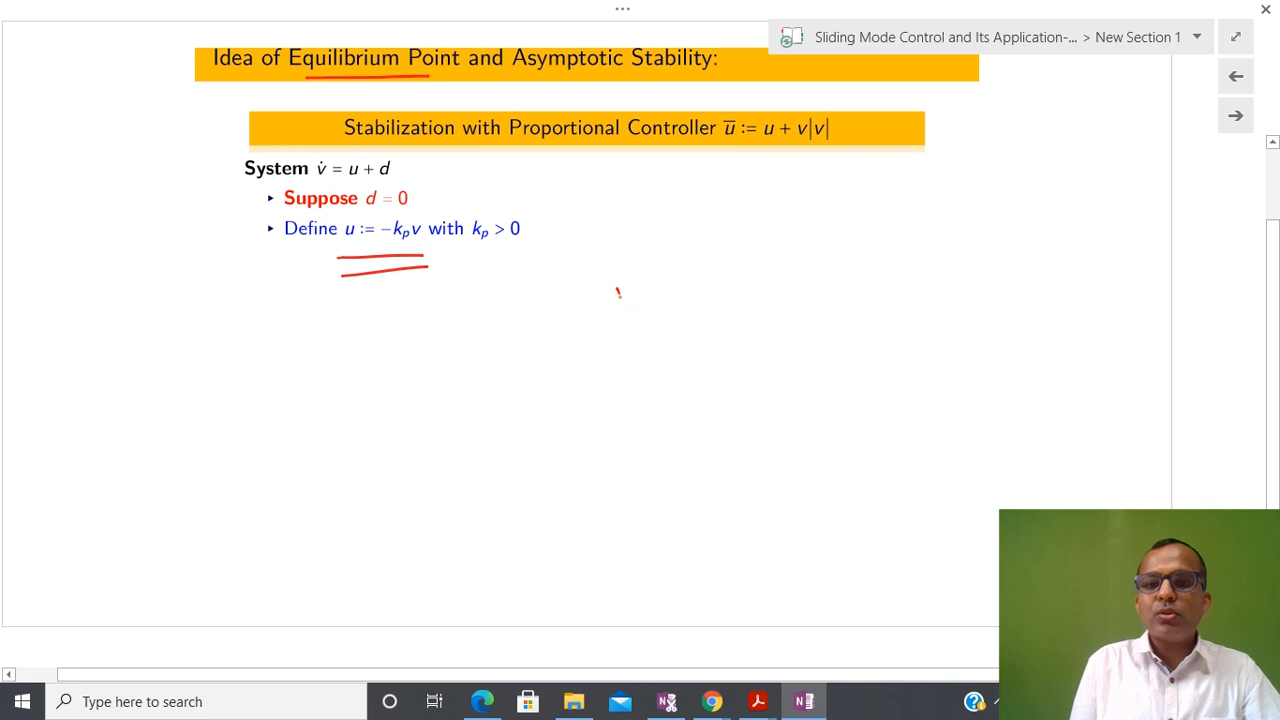 ...
Sliding Mode Control and Its Application-... > New Section 1
Idea of Equilibrium Point and Asymptotic Stability:
Stabilization with Proportional Controller u̅ := u + v|v|
System v̇ = u + d
‣ Suppose d = 0
‣ Define u := −kₚv with kₚ > 0
Type here to search